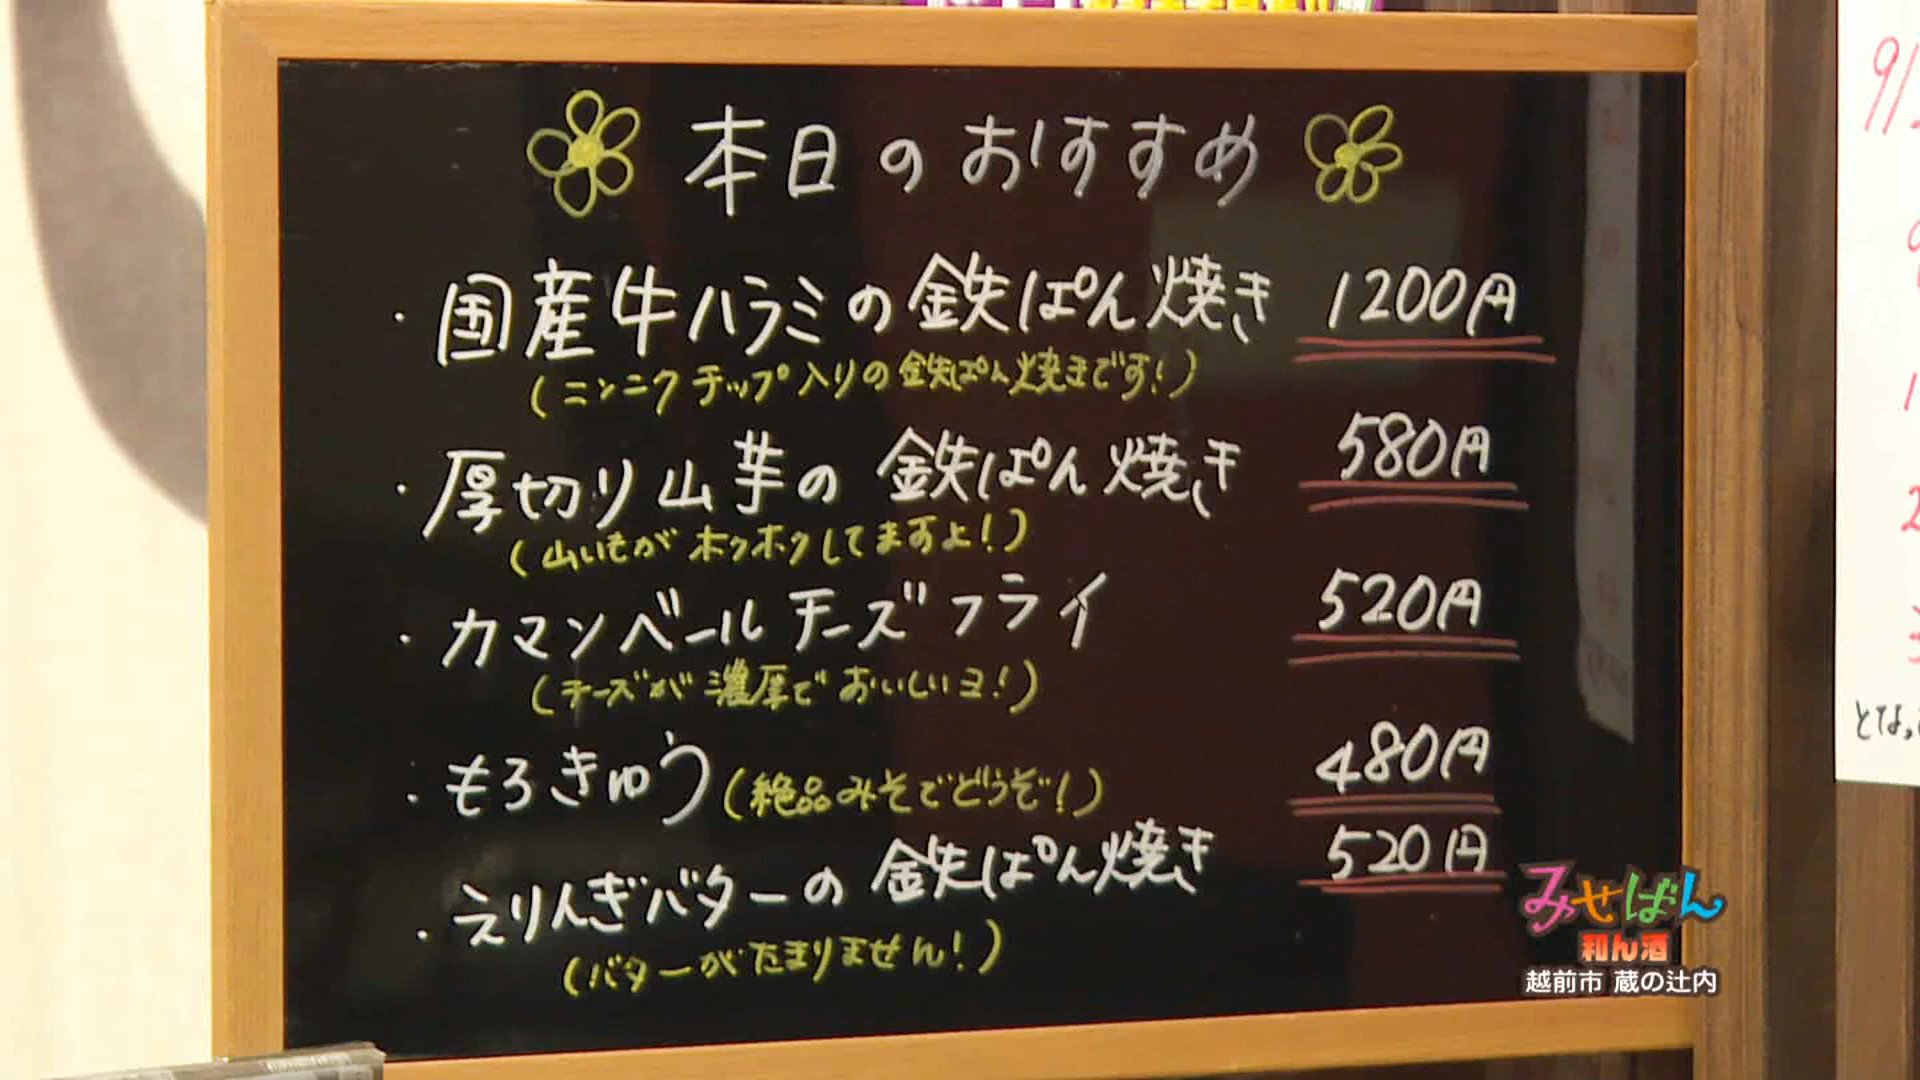 本日のおすすめ
・国産牛ハラミの鉄ぱん焼き 1200円
(ニンニクチップ入りの鉄ぱん焼きです!)
・厚切り山芋の鉄ぱん焼き 580円
(山いもがホクホクしてますよ!)
・カマンベールチーズフライ 520円
(チーズが濃厚でおいしいヨ!)
・もろきゅう(絶品みそでどうぞ!) 480円
・えりんぎバターの鉄ぱん焼き 520円
(バターがたまりません!)
みせばん
和ん酒
越前市 蔵の辻内